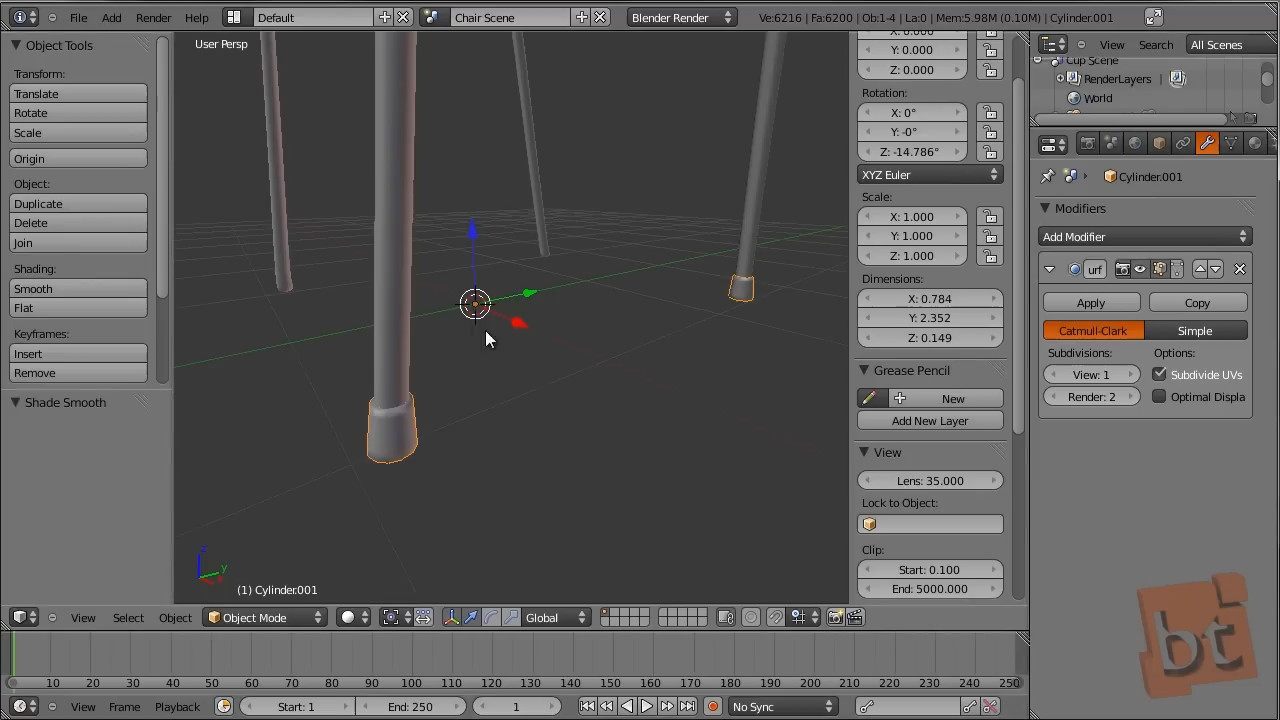 File Add Render Help Default Chair Scene Blender Render Ve:6216 | Fa:6200 | Ob:1-4 | La:0 | Mem:5.98M (0.10M) | Cylinder.001
Object Tools
Transform:
Translate
Rotate
Scale
Origin
Object:
Duplicate
Delete
Join
Shading:
Smooth
Flat
Keyframes:
Insert
Remove
Shade Smooth
User Persp
(1) Cylinder.001
z
y
X: 0.000
Y: 0.000
Z: 0.000
Rotation:
X: 0°
Y: -0°
Z: -14.786°
XYZ Euler
Scale:
X: 1.000
Y: 1.000
Z: 1.000
Dimensions:
X: 0.784
Y: 2.352
Z: 0.149
Grease Pencil
New
Add New Layer
View
Lens: 35.000
Lock to Object:
Clip:
Start: 0.100
End: 5000.000
View Search All Scenes
Cup Scene
RenderLayers |
World
Cylinder.001
Modifiers
Add Modifier
urf
Apply Copy
Catmull-Clark Simple
Subdivisions: Options:
View: 1 Subdivide UVs
Render: 2 Optimal Displa
bt
View Select Object Object Mode Global
10 20 30 40 50 60 70 80 90 100 110 120 130 140 150 160 170 180 190 200 210 220 230 240 250
View Frame Playback Start: 1 End: 250 1 No Sync